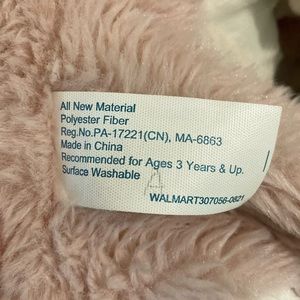 All New Material
Polyester Fiber
Reg.No.PA-17221(CN), MA-6863
Made in China
Recommended for Ages 3 Years & Up.
Surface Washable
WALMART307056-0821